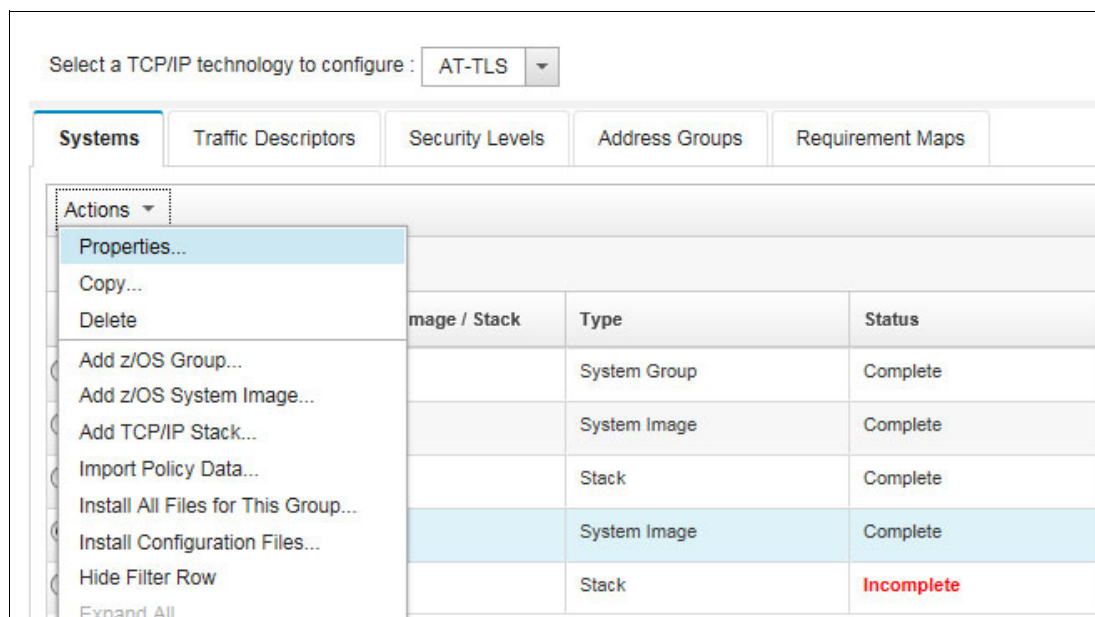 Select a TCP/IP technology to configure : AT-TLS
Systems Traffic Descriptors Security Levels Address Groups Requirement Maps
Actions
Properties...
Copy...
Delete
mage / Stack Type Status
Add z/OS Group...
System Group Complete
Add z/OS System Image...
Add TCP/IP Stack...
System Image Complete
Import Policy Data...
Stack Complete
Install All Files for This Group...
Install Configuration Files...
System Image Complete
Hide Filter Row
Stack Incomplete
Expand All